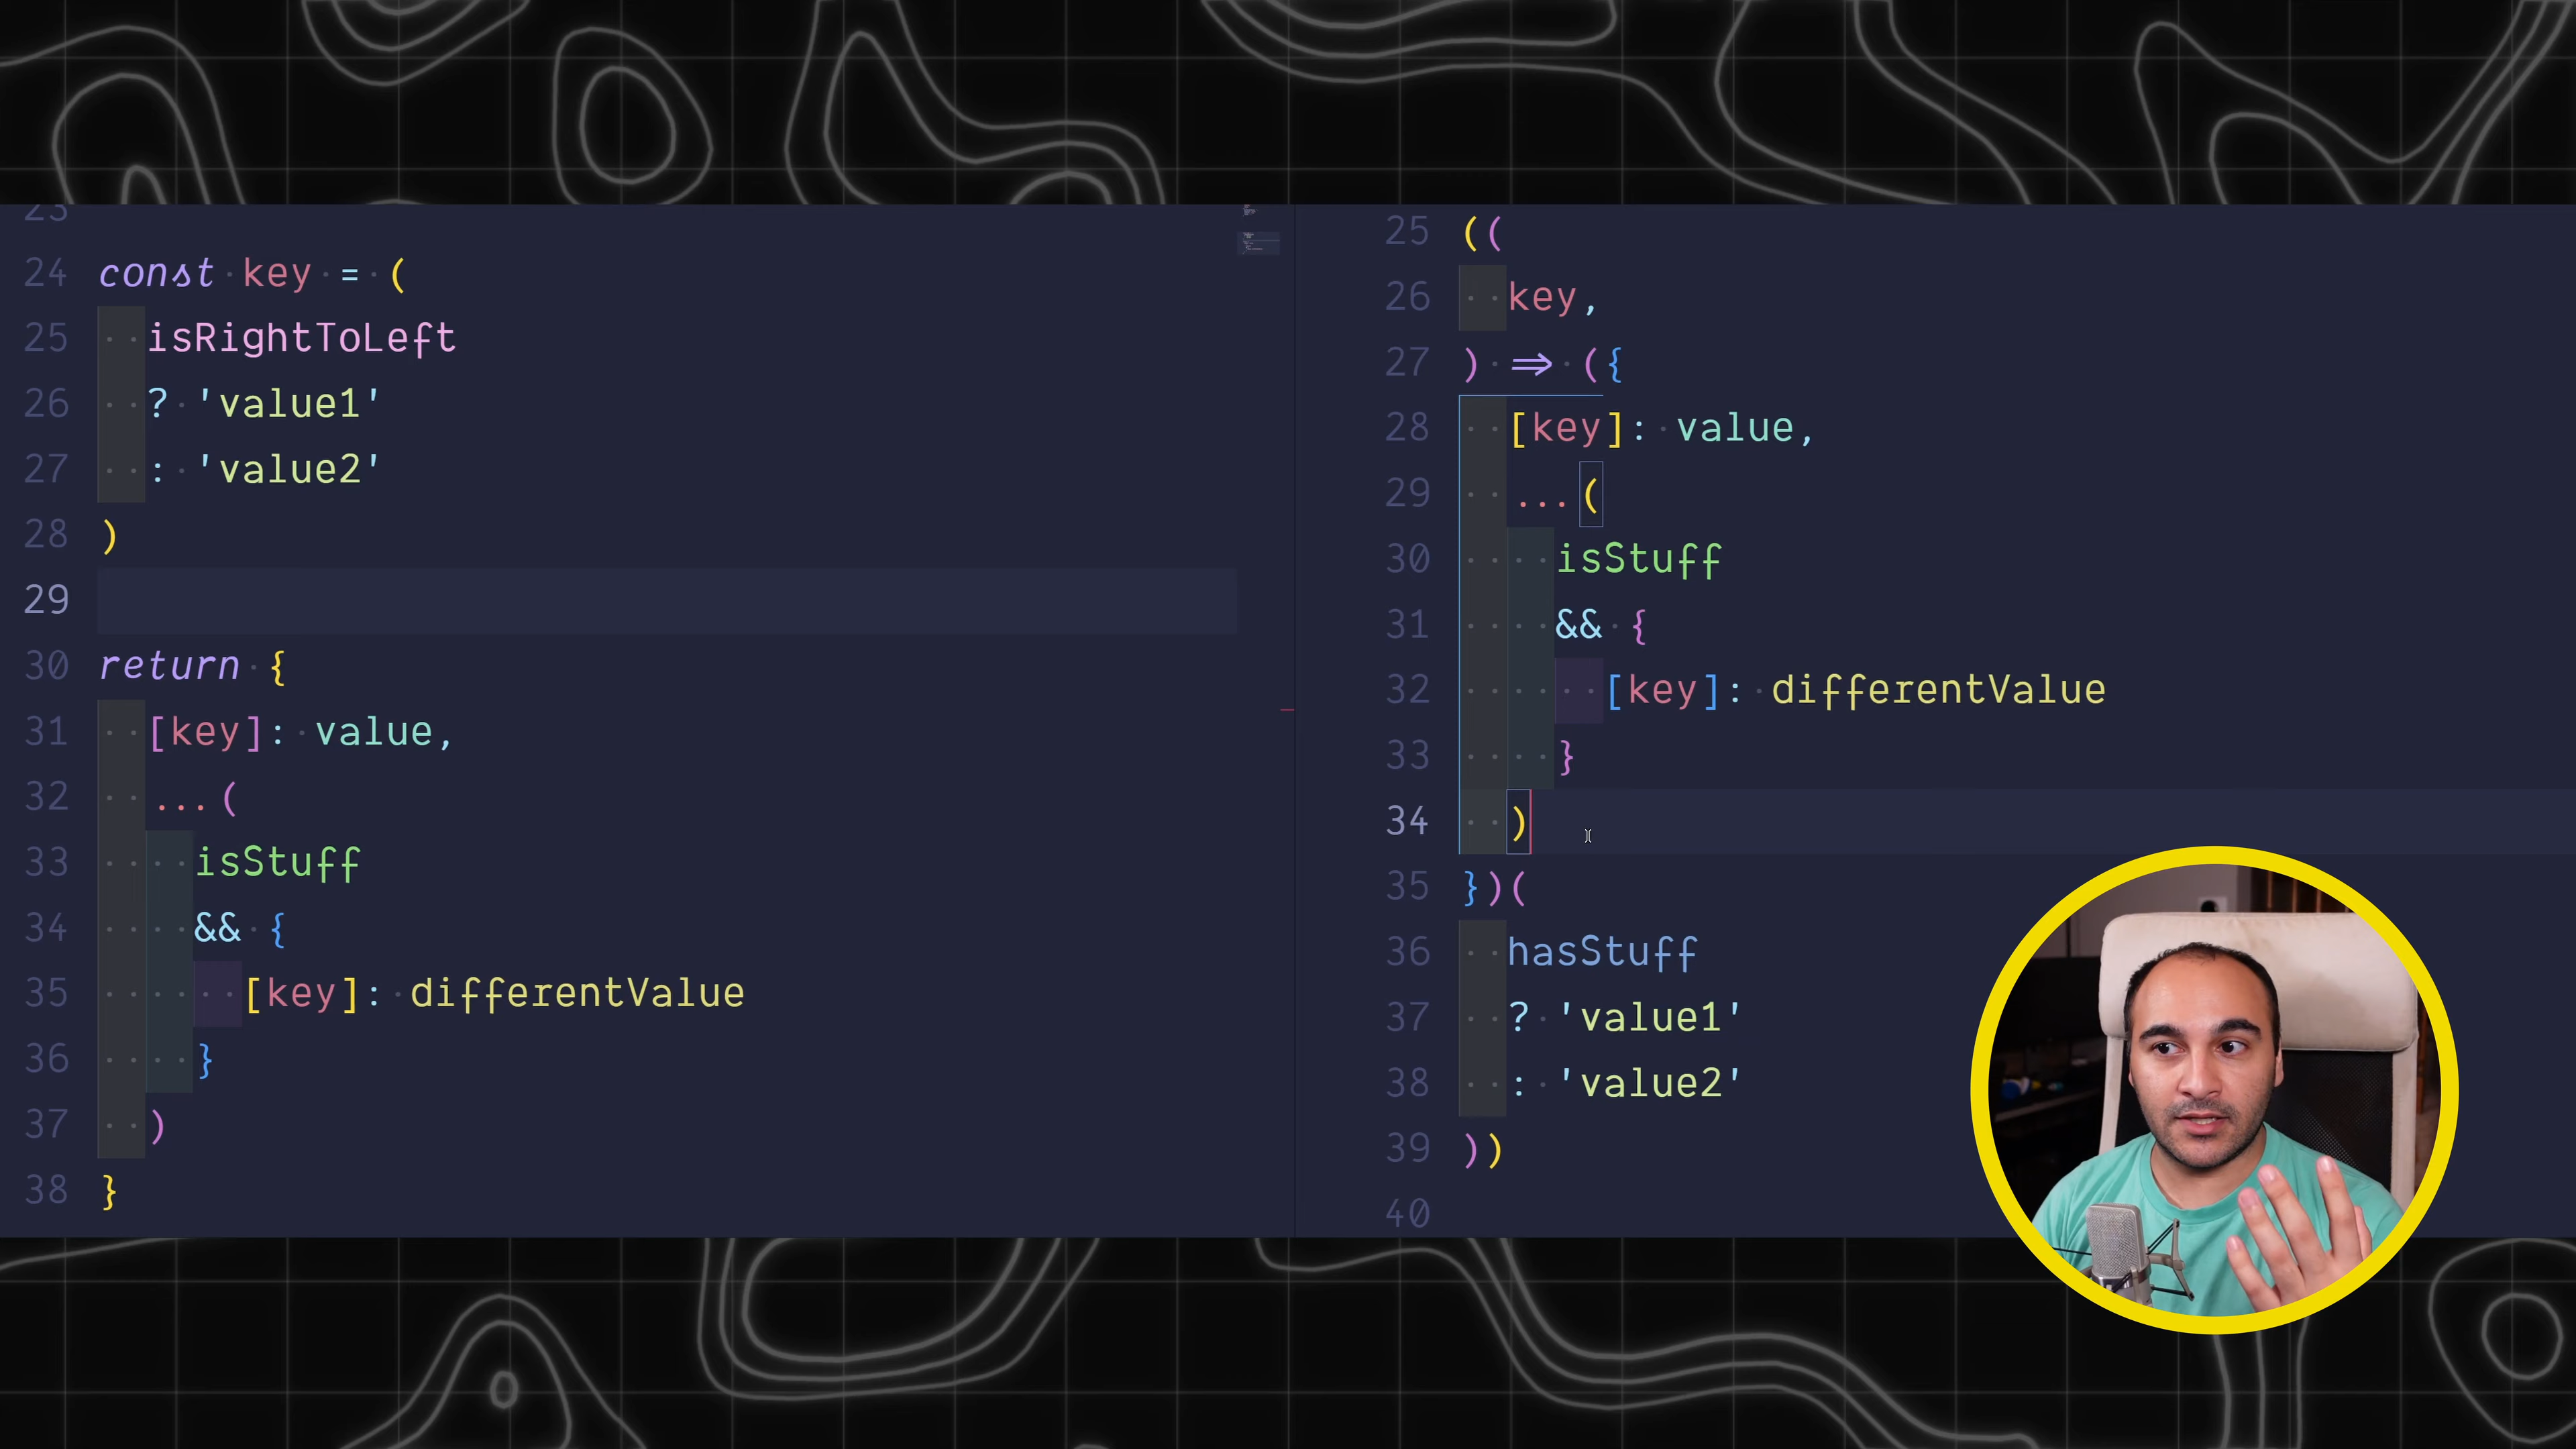 23
24 const key = (
25 isRightToLeft
26 ? 'value1'
27 : 'value2'
28 )
29
30 return {
31 [key]: value,
32 ...(
33 isStuff
34 && {
35 [key]: differentValue
36 }
37 )
38 }
25 ((
26 key,
27 ) => ({
28 [key]: value,
29 ...(
30 isStuff
31 && {
32 [key]: differentValue
33 }
34 )
35 })(
36 hasStuff
37 ? 'value1'
38 : 'value2'
39 ))
40